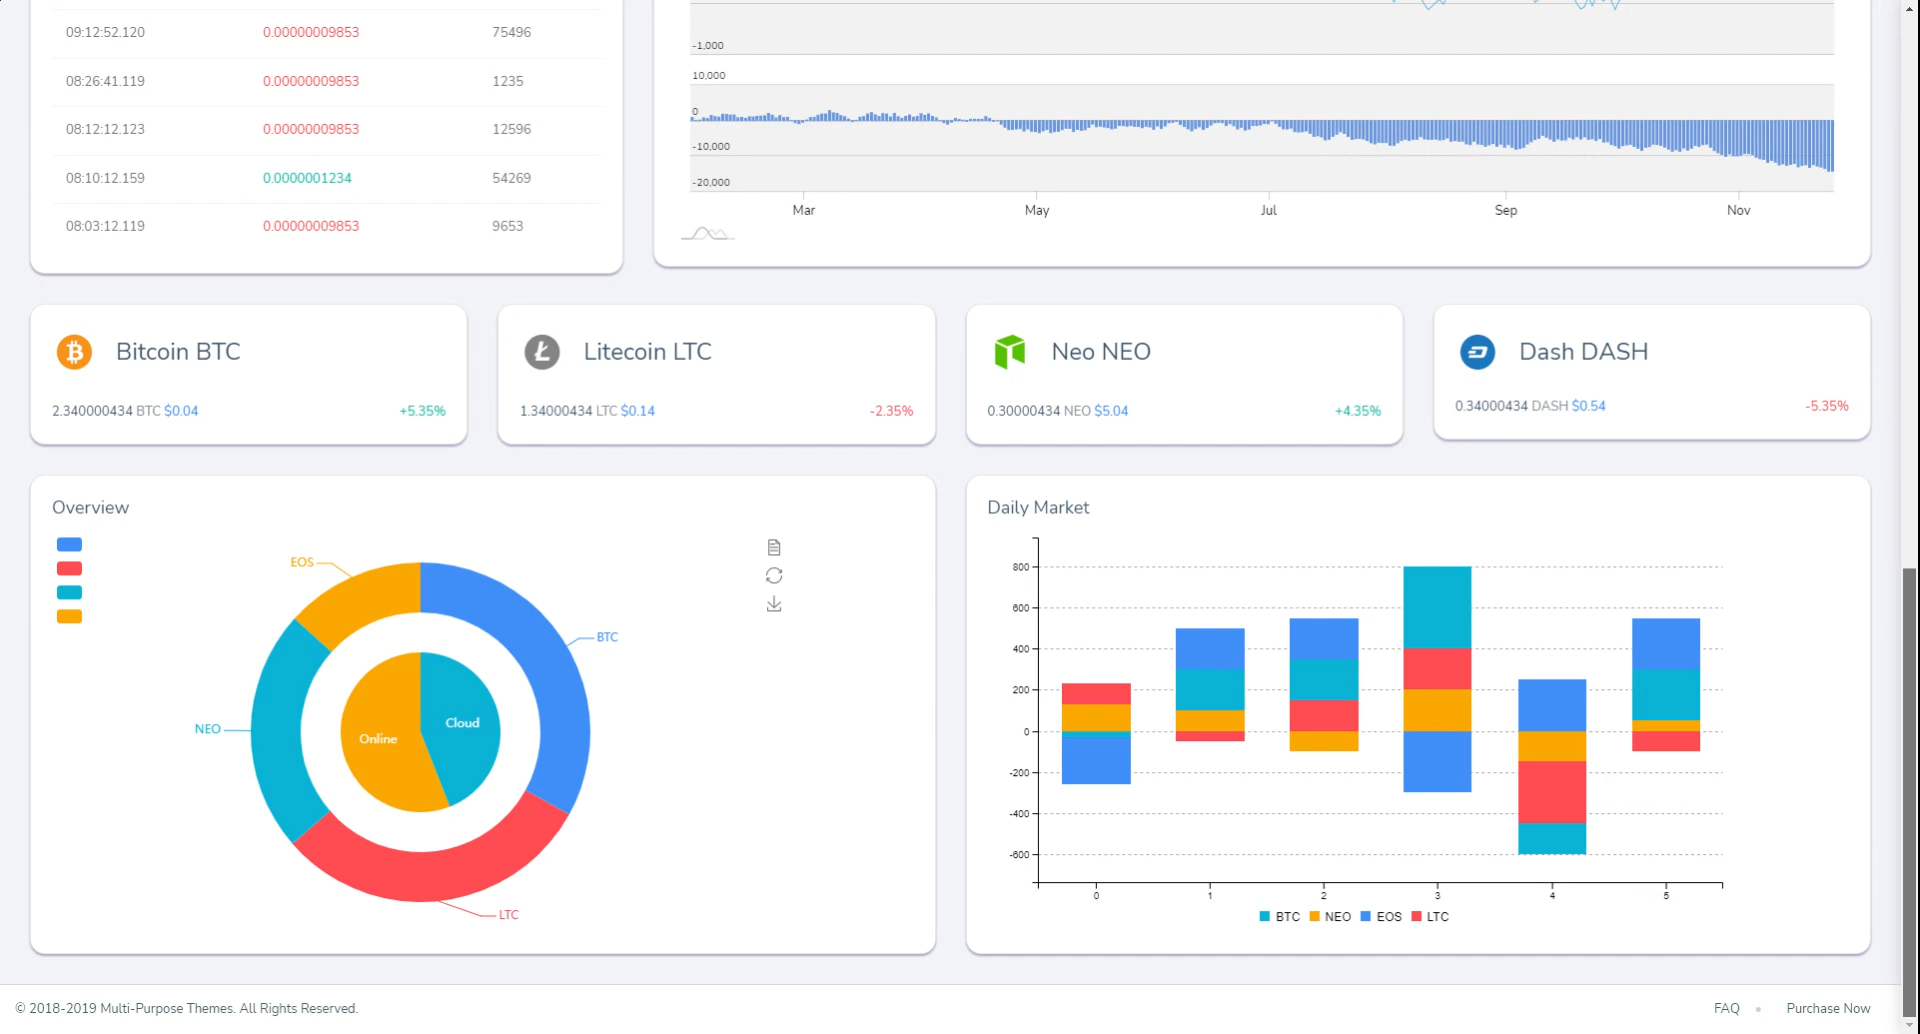 09:12:52.120 0.00000009853 75496
08:26:41.119 0.00000009853 1235
08:12:12.123 0.00000009853 12596
08:10:12.159 0.0000001234 54269
08:03:12.119 0.00000009853 9653
-1,000
10,000
0
-10,000
-20,000
Mar May Jul Sep Nov
Bitcoin BTC
2.340000434 BTC $0.04 +5.35%
Litecoin LTC
1.34000434 LTC $0.14 -2.35%
Neo NEO
0.30000434 NEO $5.04 +4.35%
Dash DASH
0.34000434 DASH $0.54 -5.35%
Overview
EOS
BTC
NEO
Cloud
Online
LTC
Daily Market
800
600
400
200
0
-200
-400
-600
0 1 2 3 4 5
BTC NEO EOS LTC
© 2018-2019 Multi-Purpose Themes. All Rights Reserved.
FAQ Purchase Now